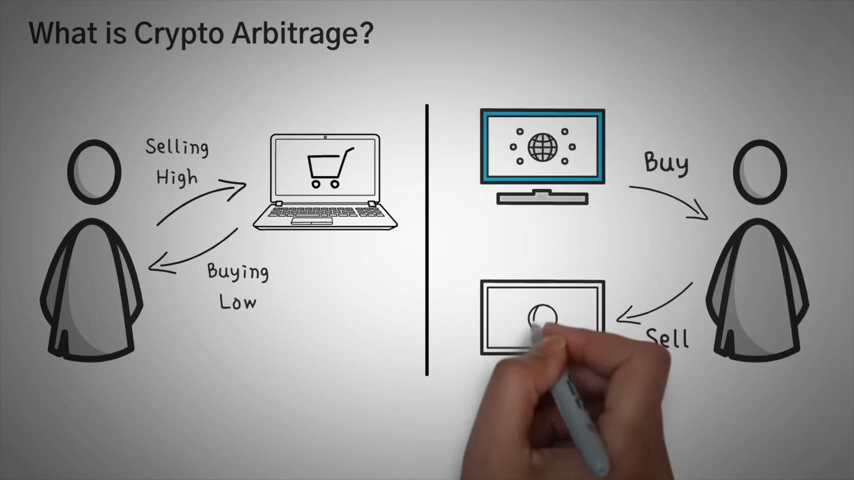 What is Crypto Arbitrage?
Selling
High
Buying
Low
Buy
Sell